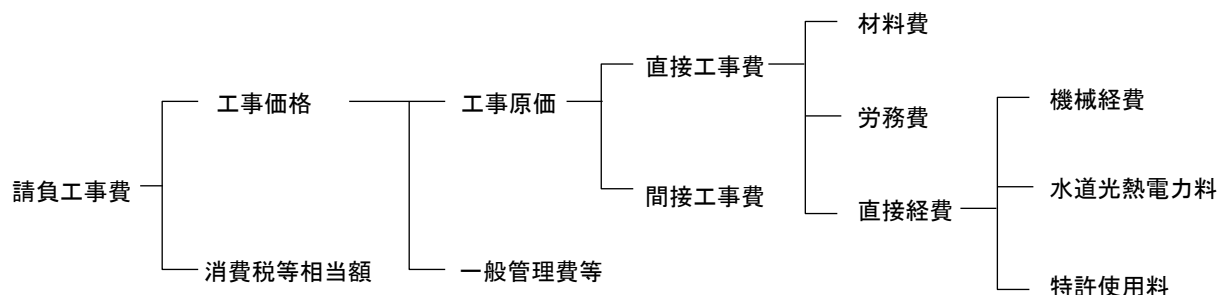 材料費
直接工事費
機械経費
工事価格
工事原価
労務費
請負工事費
間接工事費
水道光熱電力料
直接経費
消費税等相当額
一般管理費等
特許使用料